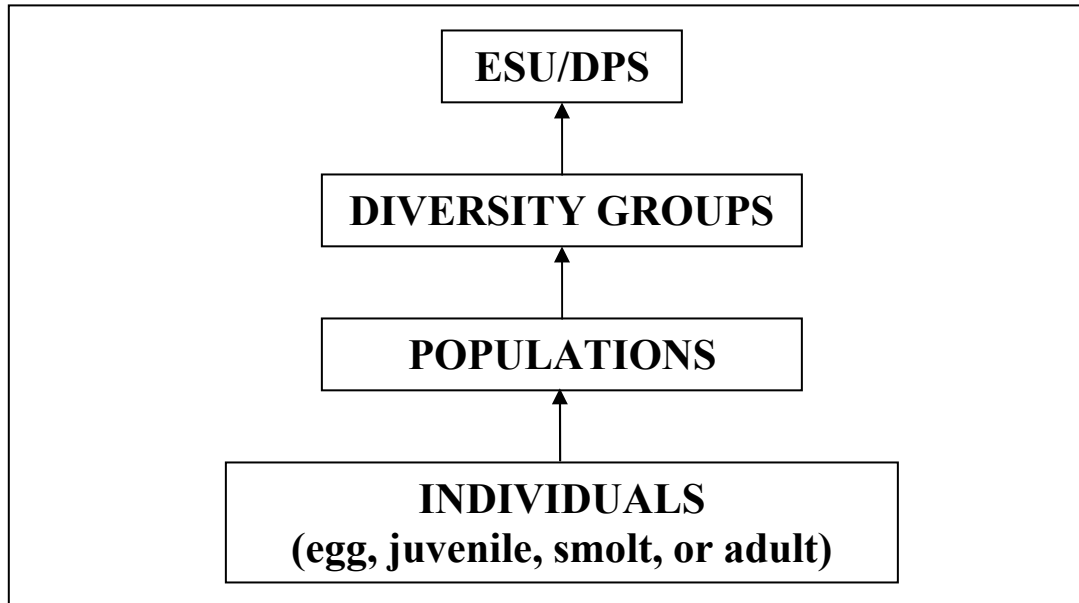 ESU/DPS
DIVERSITY GROUPS
POPULATIONS
INDIVIDUALS
(egg, juvenile, smolt, or adult)